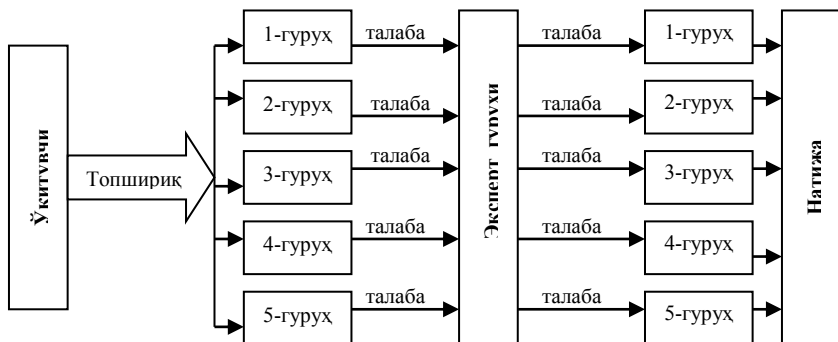 Ўқитувчи
Топшириқ
1-гуруҳ
2-гуруҳ
3-гуруҳ
4-гуруҳ
5-гуруҳ
талаба
талаба
талаба
талаба
талаба
Эксперт гуруҳи
талаба
талаба
талаба
талаба
талаба
1-гуруҳ
2-гуруҳ
3-гуруҳ
4-гуруҳ
5-гуруҳ
Натижа